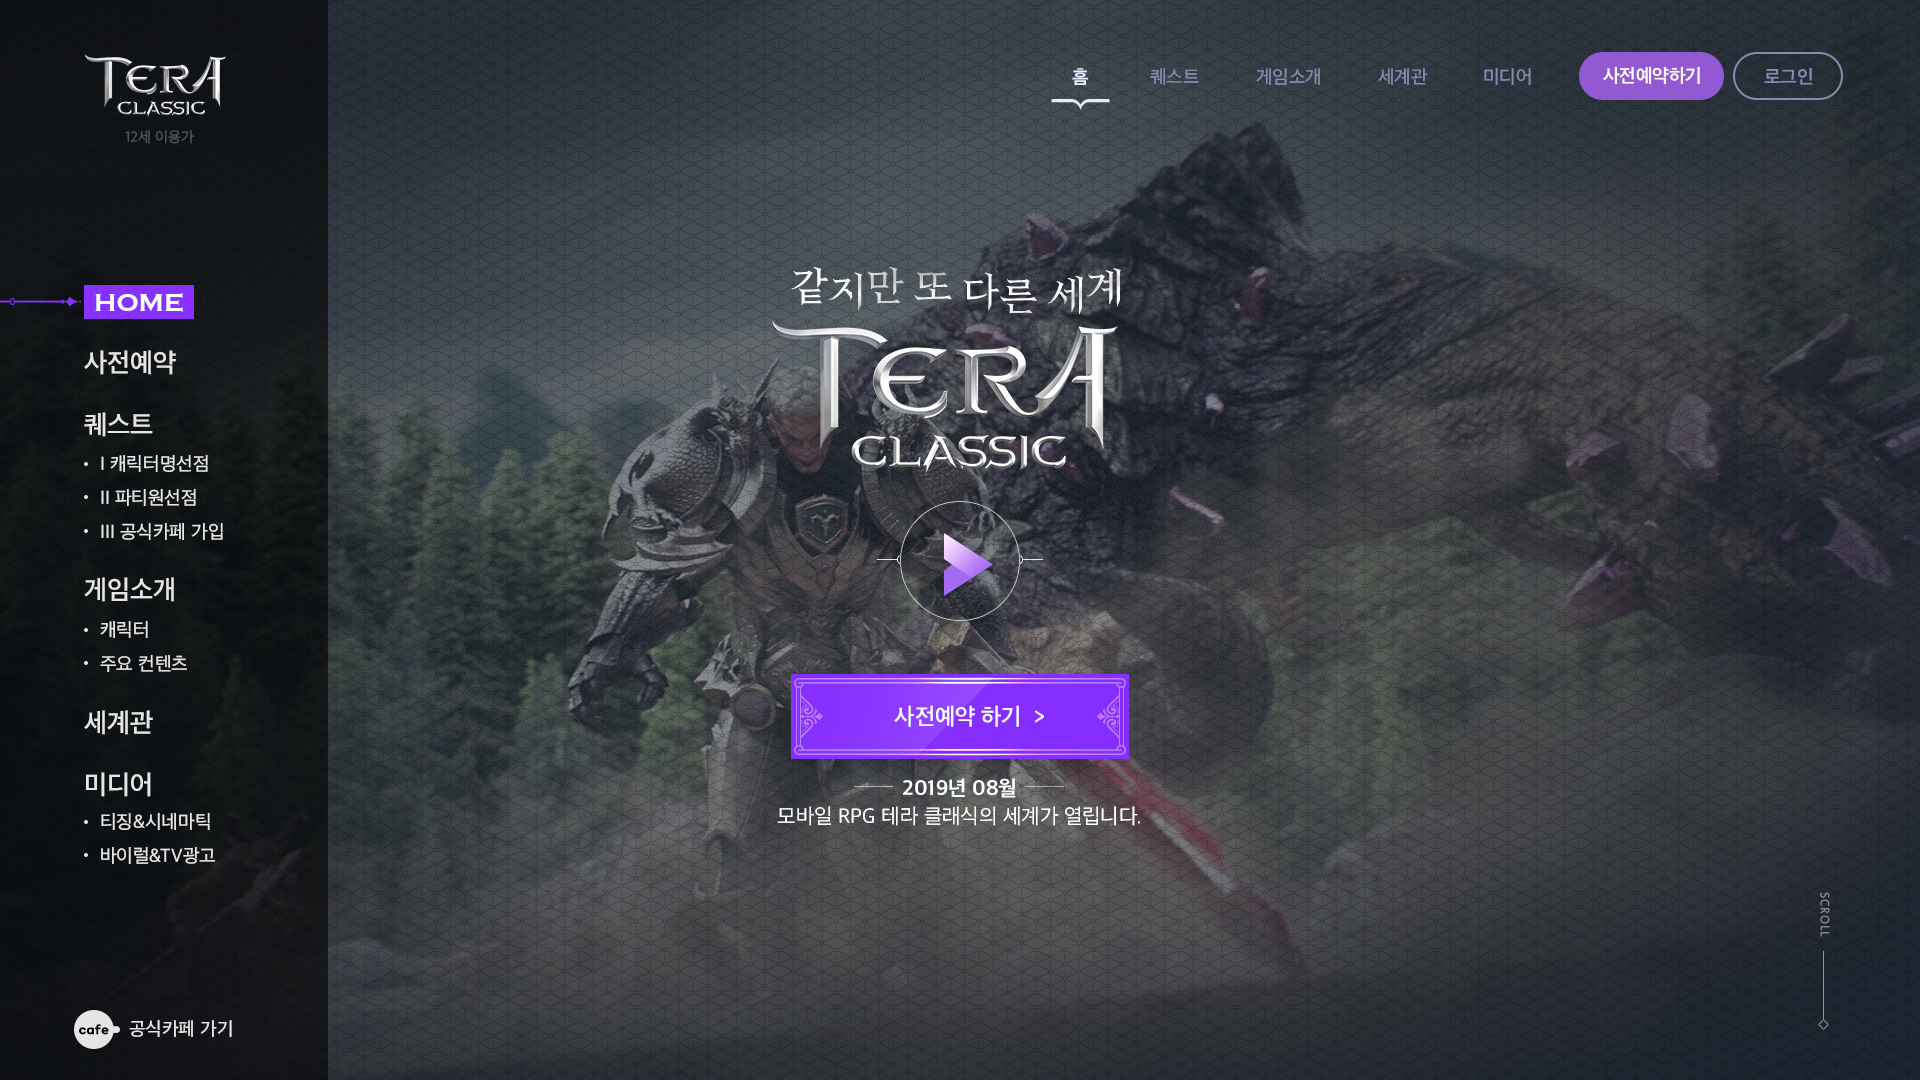 TERA
CLASSIC
12세 이용가
HOME
사전예약
퀘스트
I 캐릭터명선점
II 파티원선점
III 공식카페 가입
게임소개
캐릭터
주요 컨텐츠
세계관
미디어
티징&시네마틱
바이럴&TV광고
cafe 공식카페 가기
홈 퀘스트 게임소개 세계관 미디어 사전예약하기 로그인
같지만 또 다른 세계
TERA
CLASSIC
사전예약 하기 >
2019년 08월
모바일 RPG 테라 클래식의 세계가 열립니다.
SCROLL